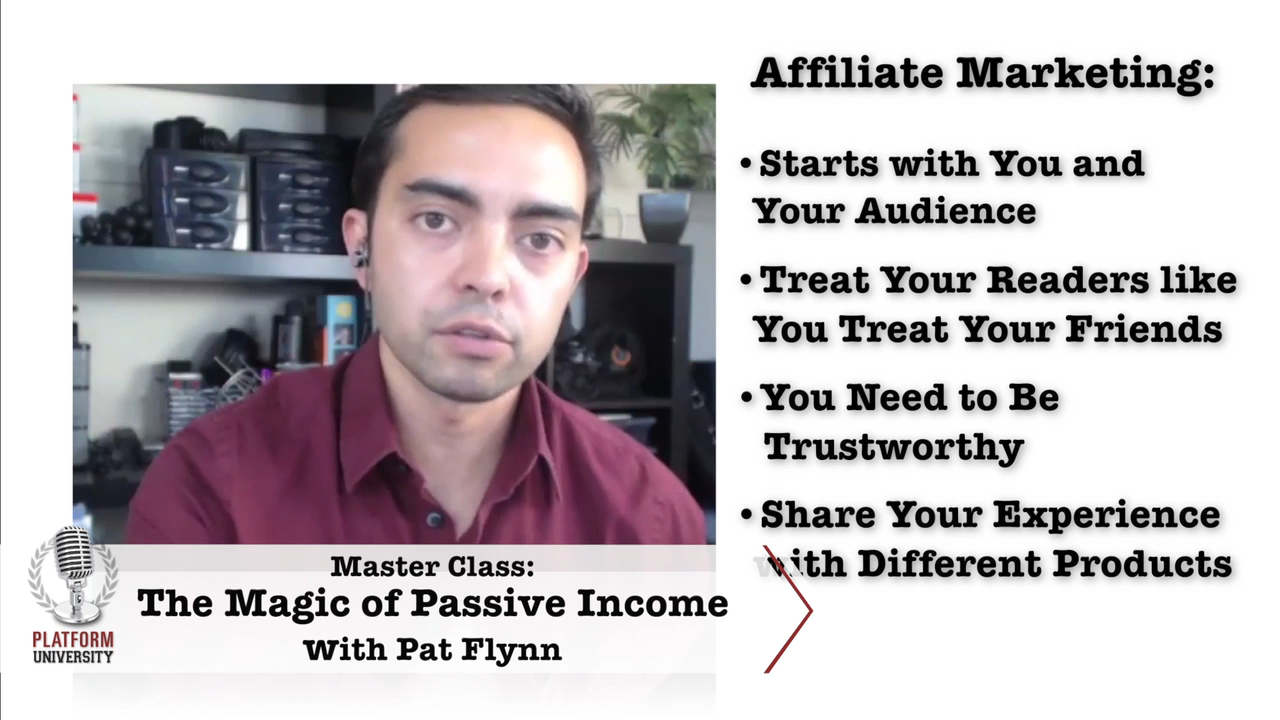 Affiliate Marketing:
• Starts with You and
Your Audience
• Treat Your Readers like
You Treat Your Friends
• You Need to Be
Trustworthy
• Share Your Experience
with Different Products
Master Class:
The Magic of Passive Income
With Pat Flynn
PLATFORM
UNIVERSITY